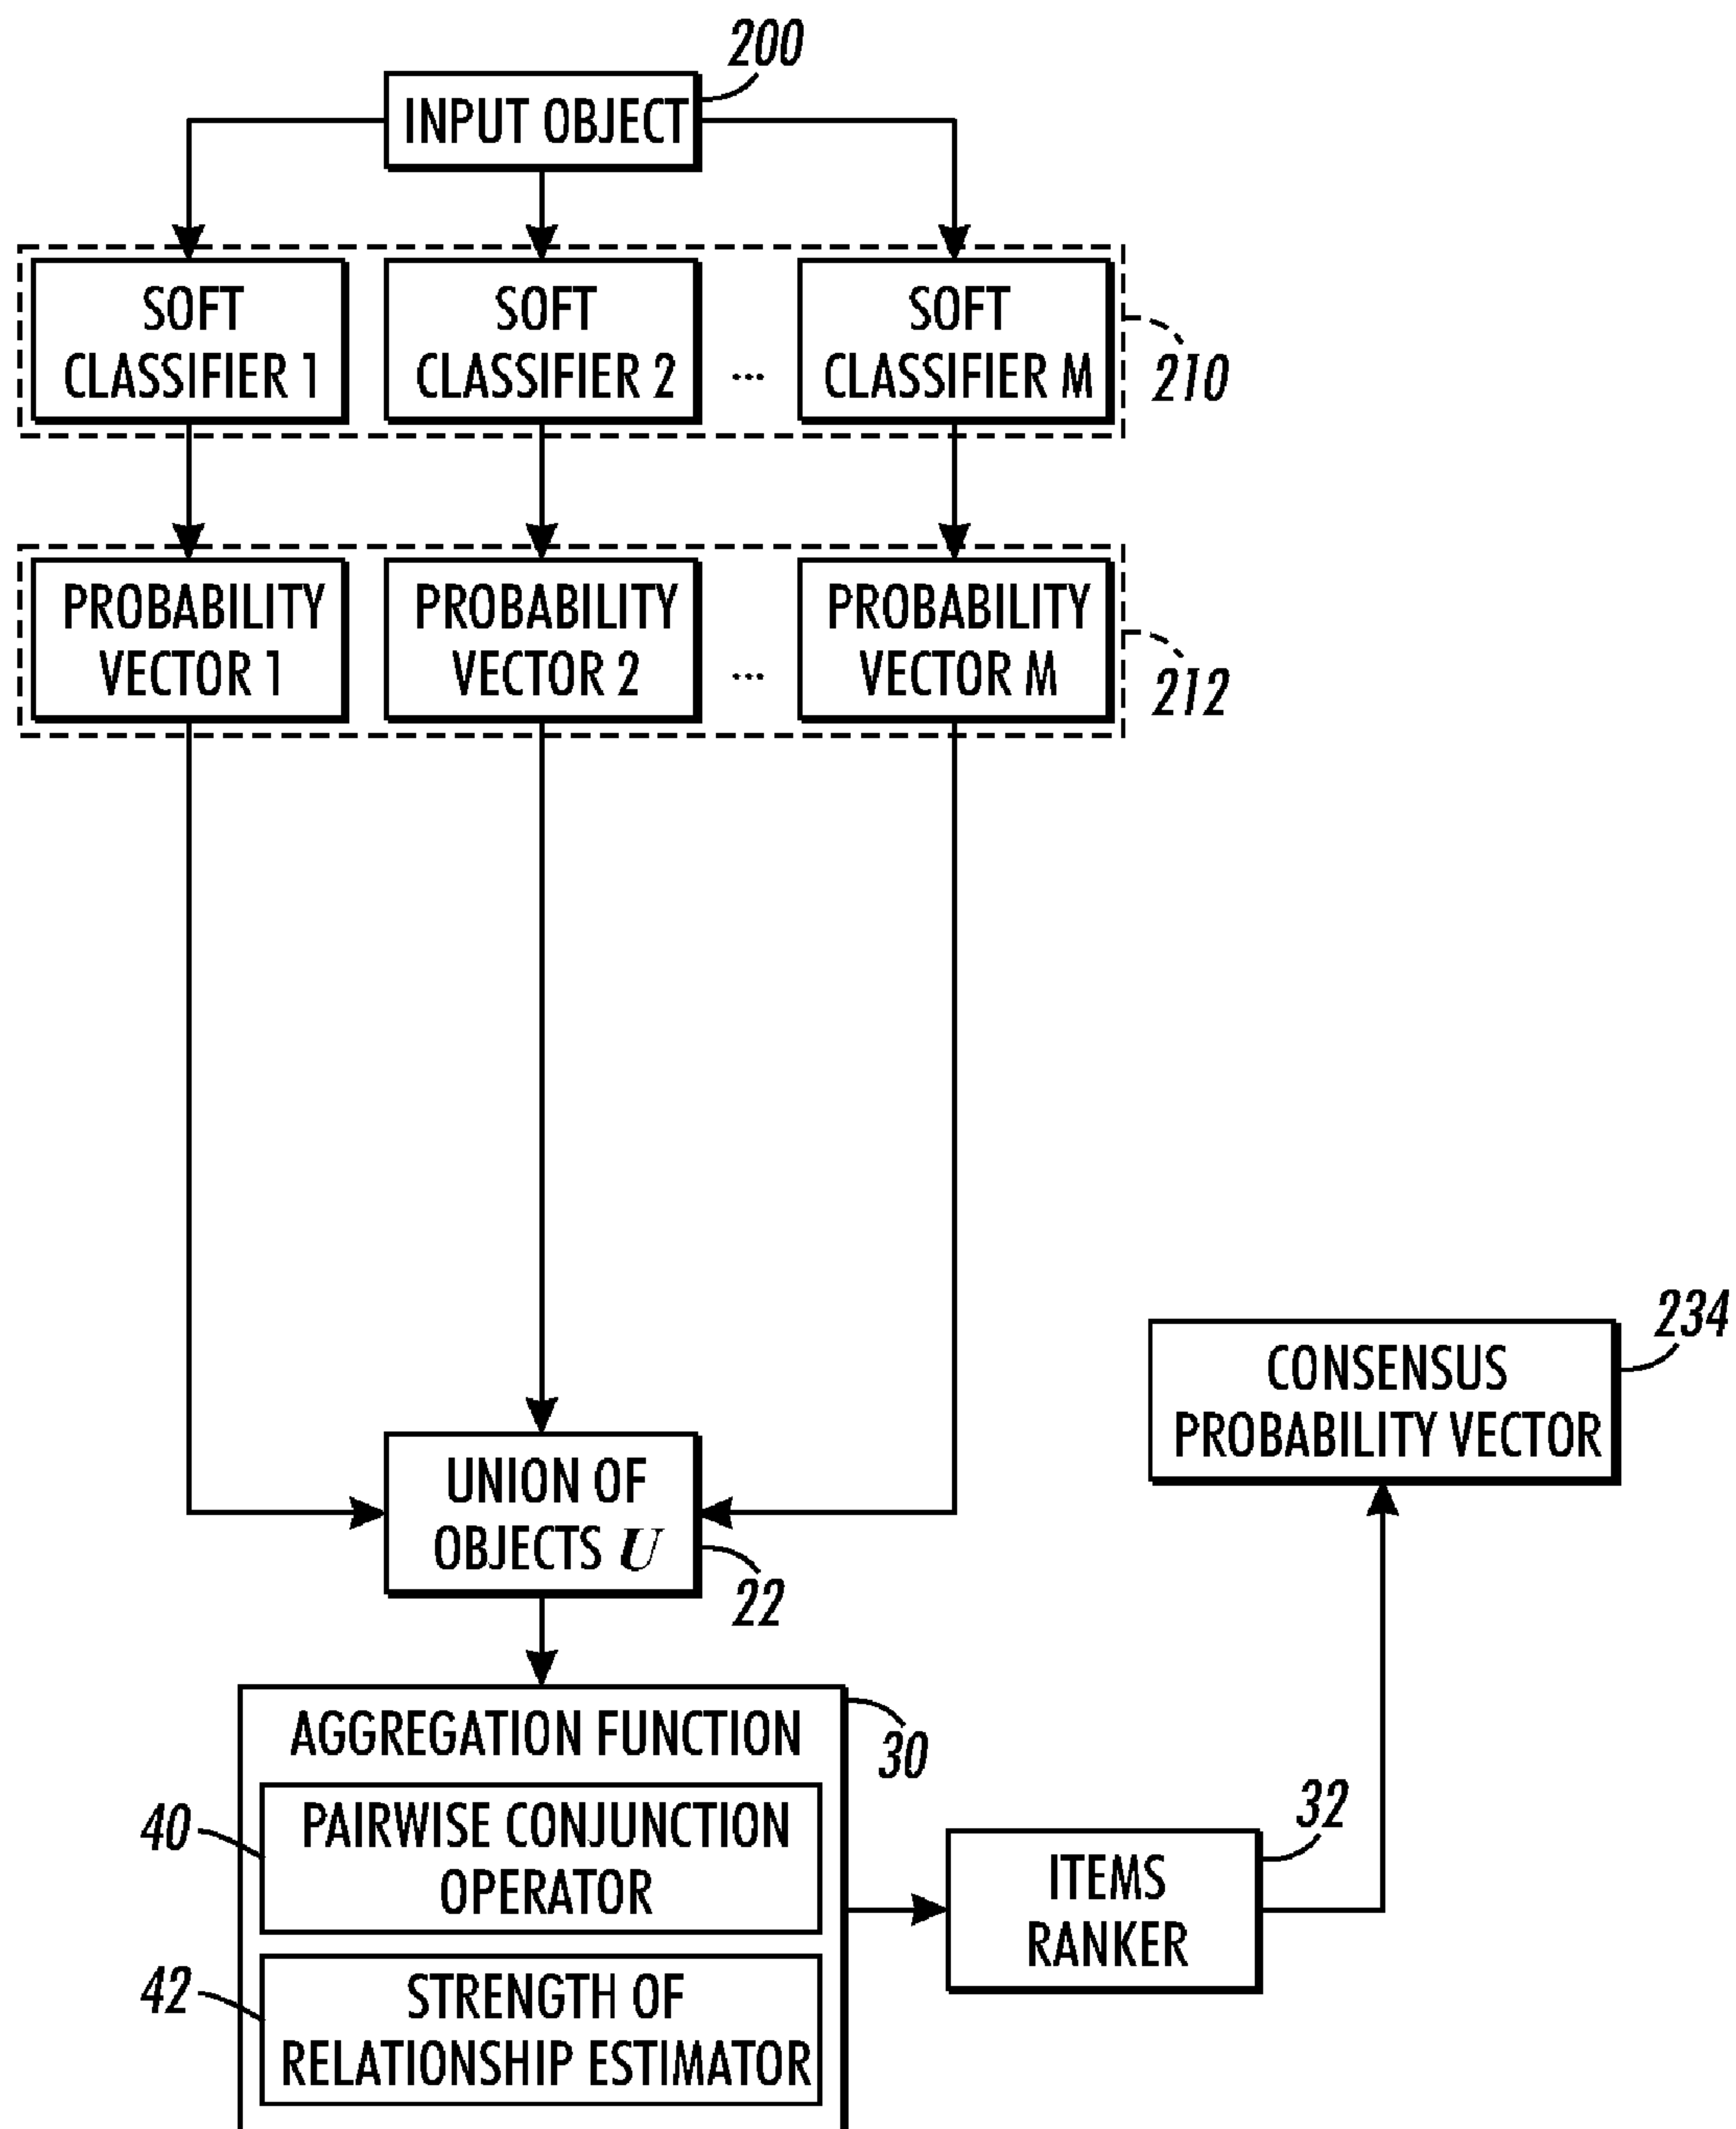 200
INPUT OBJECT
SOFT
CLASSIFIER 1
SOFT
CLASSIFIER 2
...
SOFT
CLASSIFIER M
210
PROBABILITY
VECTOR 1
PROBABILITY
VECTOR 2
...
PROBABILITY
VECTOR M
212
234
CONSENSUS
PROBABILITY VECTOR
UNION OF
OBJECTS U
22
AGGREGATION FUNCTION
30
40
PAIRWISE CONJUNCTION
OPERATOR
32
ITEMS
RANKER
42
STRENGTH OF
RELATIONSHIP ESTIMATOR